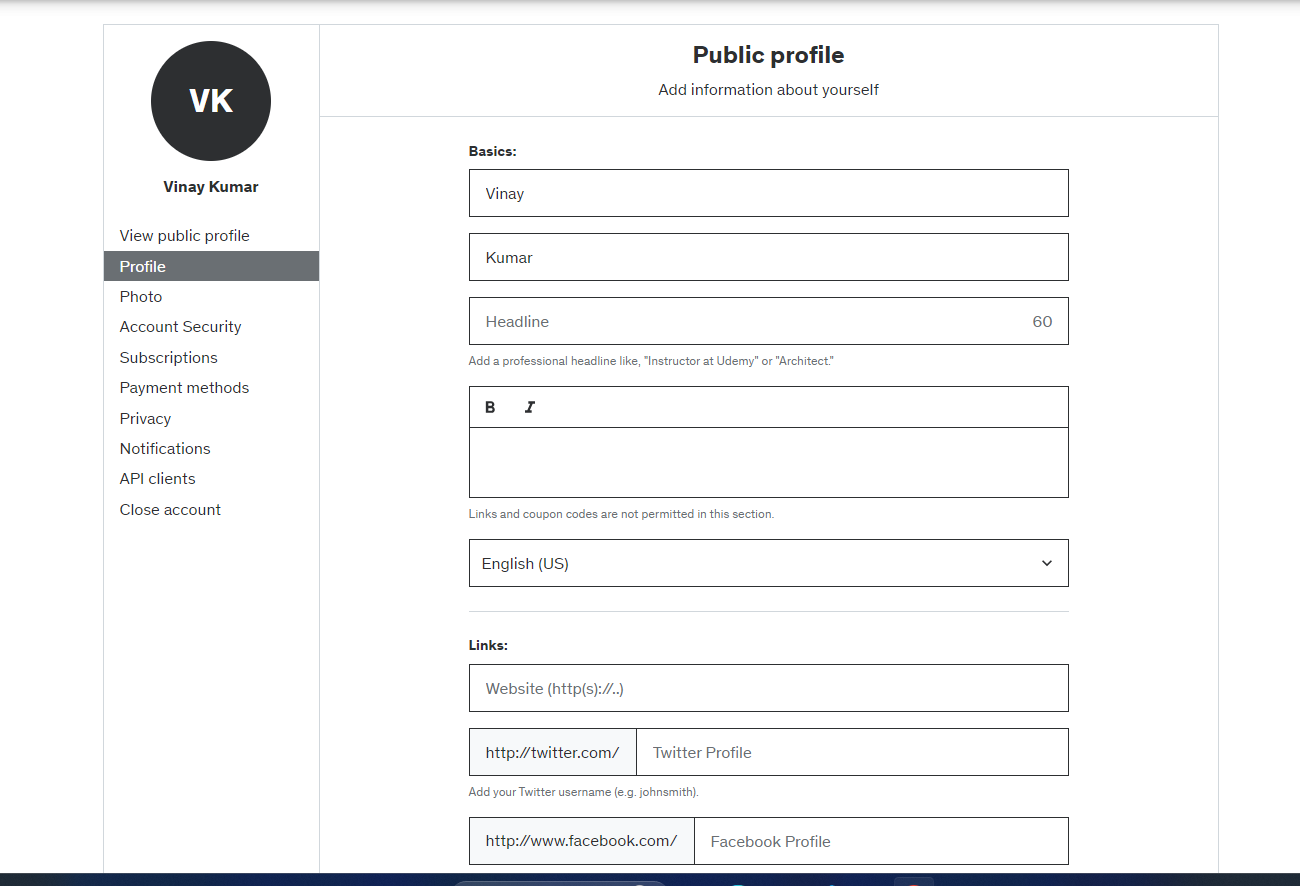 VK
Vinay Kumar
View public profile
Profile
Photo
Account Security
Subscriptions
Payment methods
Privacy
Notifications
API clients
Close account
Public profile
Add information about yourself
Basics:
Vinay
Kumar
Headline 60
Add a professional headline like, "Instructor at Udemy" or "Architect."
B I
Links and coupon codes are not permitted in this section.
English (US)
Links:
Website (http(s)://..)
http://twitter.com/ Twitter Profile
Add your Twitter username (e.g. johnsmith).
http://www.facebook.com/ Facebook Profile